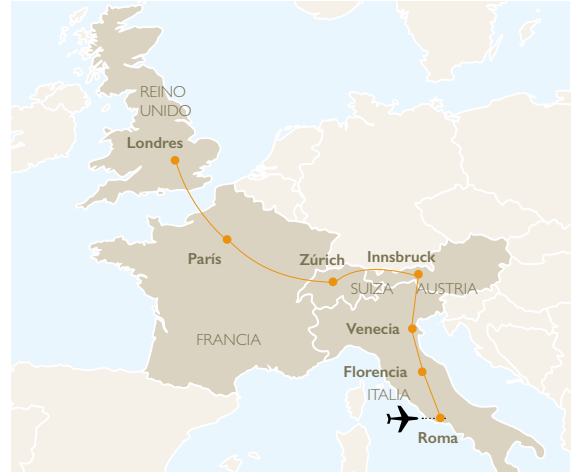 REINO
UNIDO
Londres
París
Zúrich
Innsbruck
SUIZA
AUSTRIA
Venecia
FRANCIA
Florencia
ITALIA
Roma